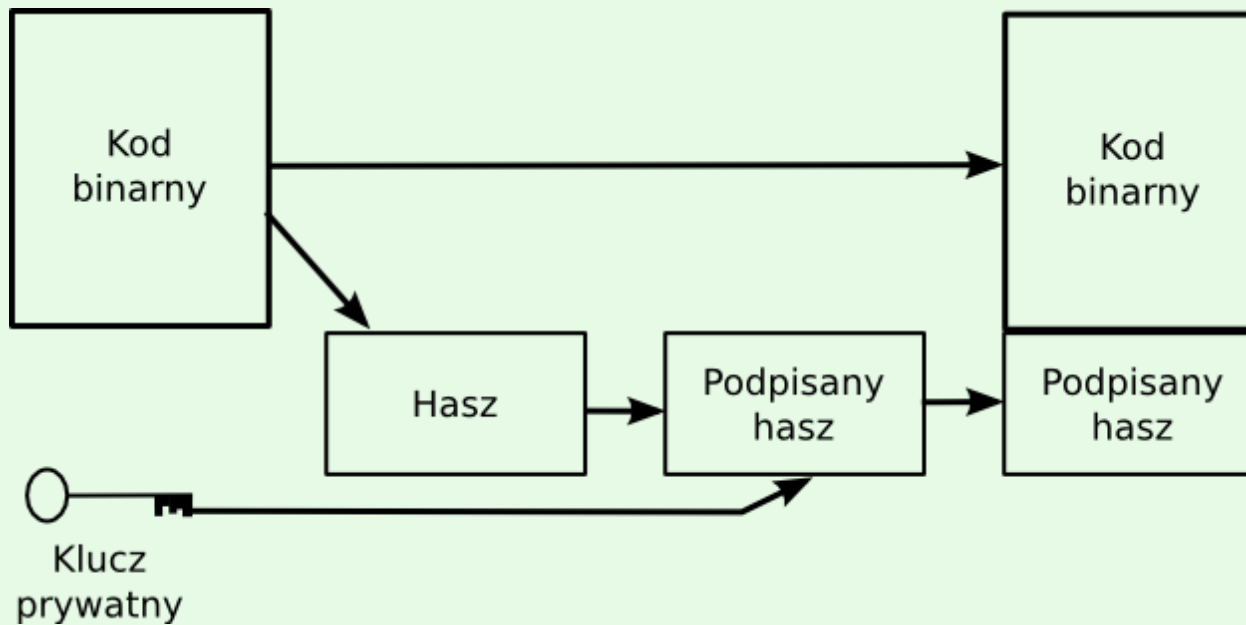 Kod
binarny
Kod
binarny
Hasz
Podpisany
hasz
Podpisany
hasz
Klucz
prywatny